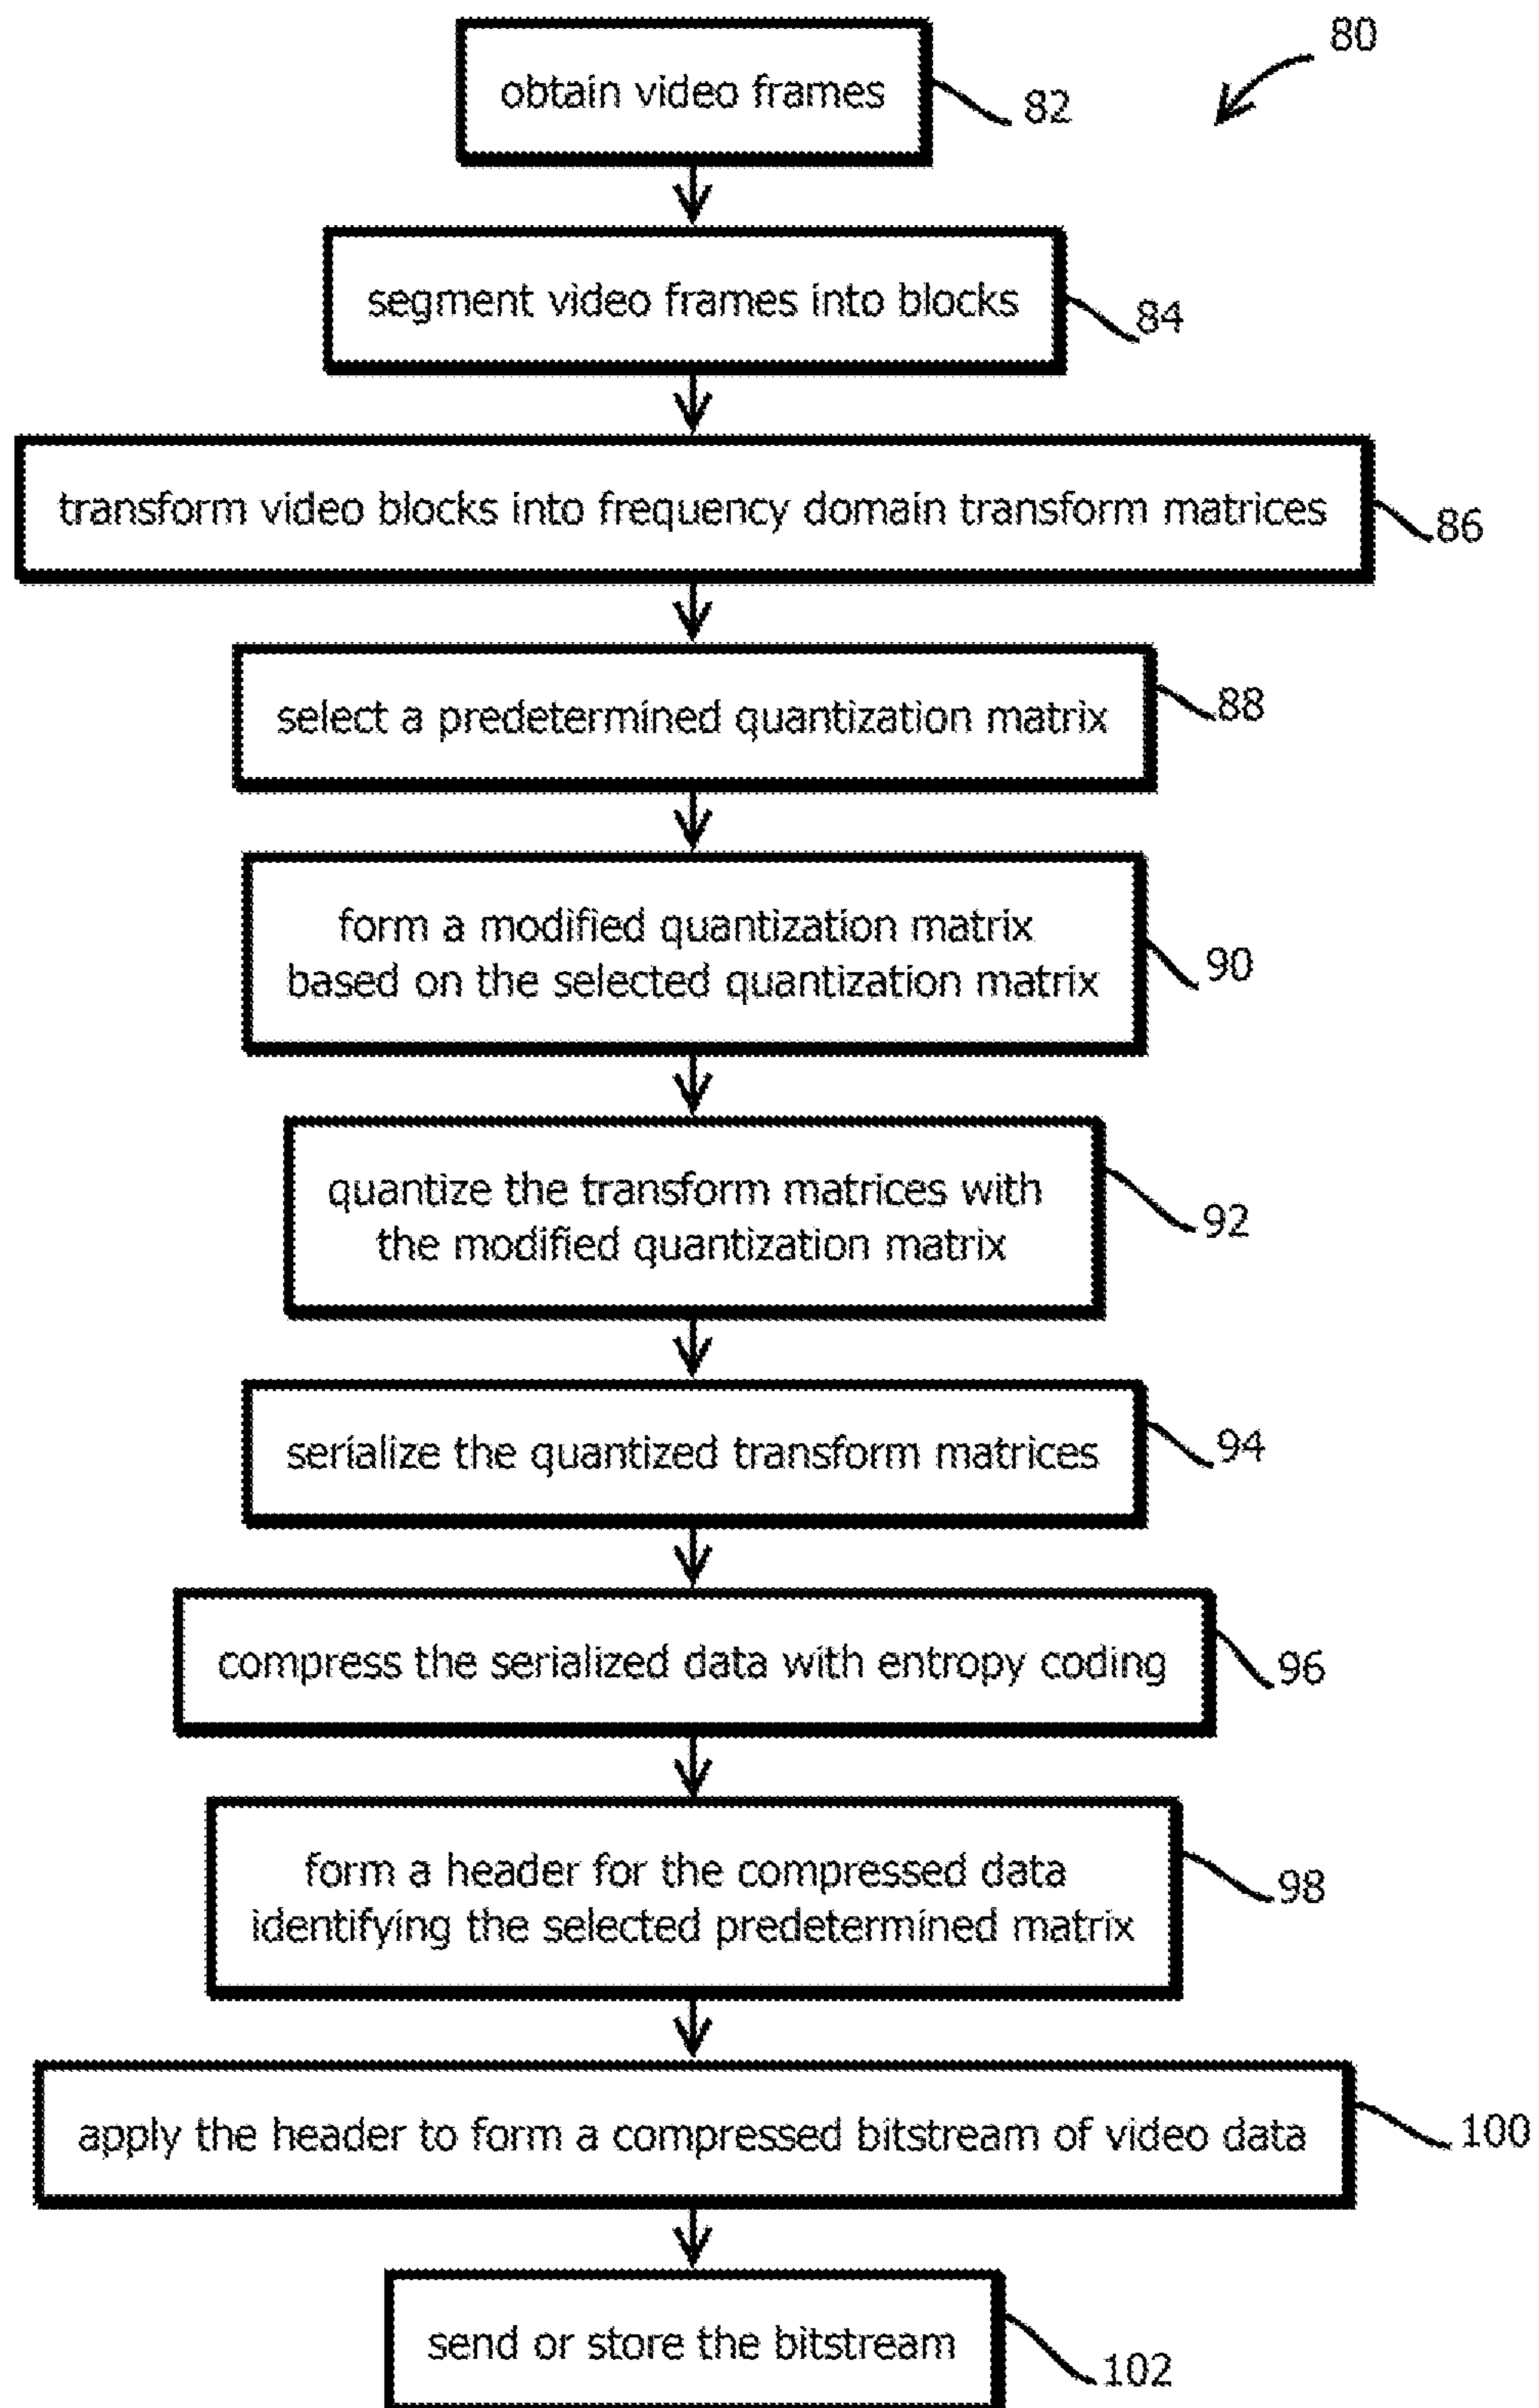 80
obtain video frames
82
segment video frames into blocks
84
transform video blocks into frequency domain transform matrices
86
select a predetermined quantization matrix
88
form a modified quantization matrix
based on the selected quantization matrix
90
quantize the transform matrices with
the modified quantization matrix
92
serialize the quantized transform matrices
94
compress the serialized data with entropy coding
96
form a header for the compressed data
identifying the selected predetermined matrix
98
apply the header to form a compressed bitstream of video data
100
send or store the bitstream
102